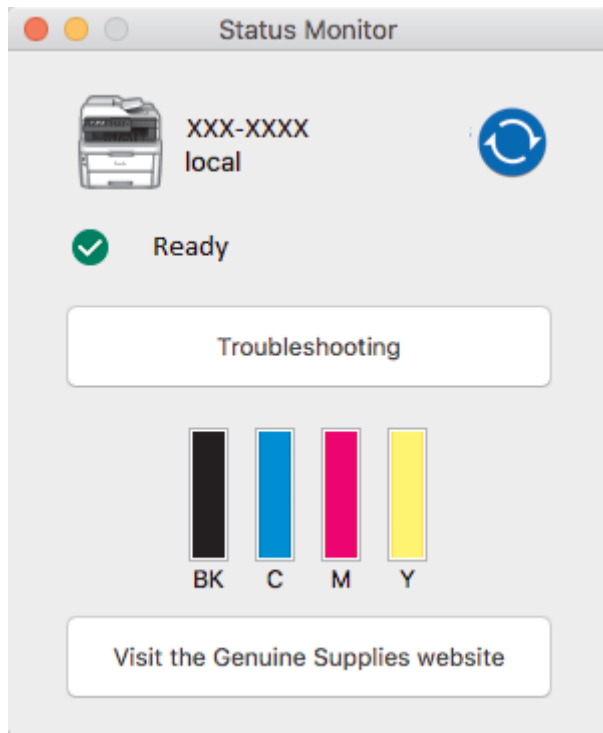 Status Monitor
XXX-XXXX
local
Ready
Troubleshooting
BK C M Y
Visit the Genuine Supplies website